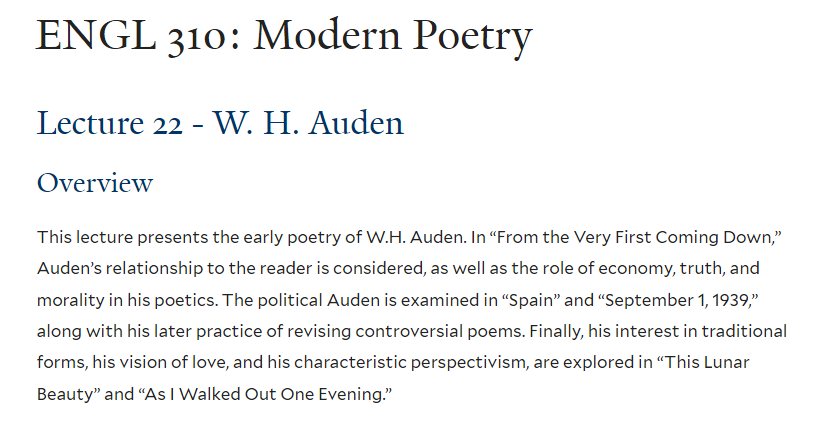 ENGL 310: Modern Poetry
Lecture 22 - W. H. Auden
Overview
This lecture presents the early poetry of W.H. Auden. In “From the Very First Coming Down,”
Auden’s relationship to the reader is considered, as well as the role of economy, truth, and
morality in his poetics. The political Auden is examined in “Spain” and “September 1, 1939,”
along with his later practice of revising controversial poems. Finally, his interest in traditional
forms, his vision of love, and his characteristic perspectivism, are explored in “This Lunar
Beauty” and “As I Walked Out One Evening.”